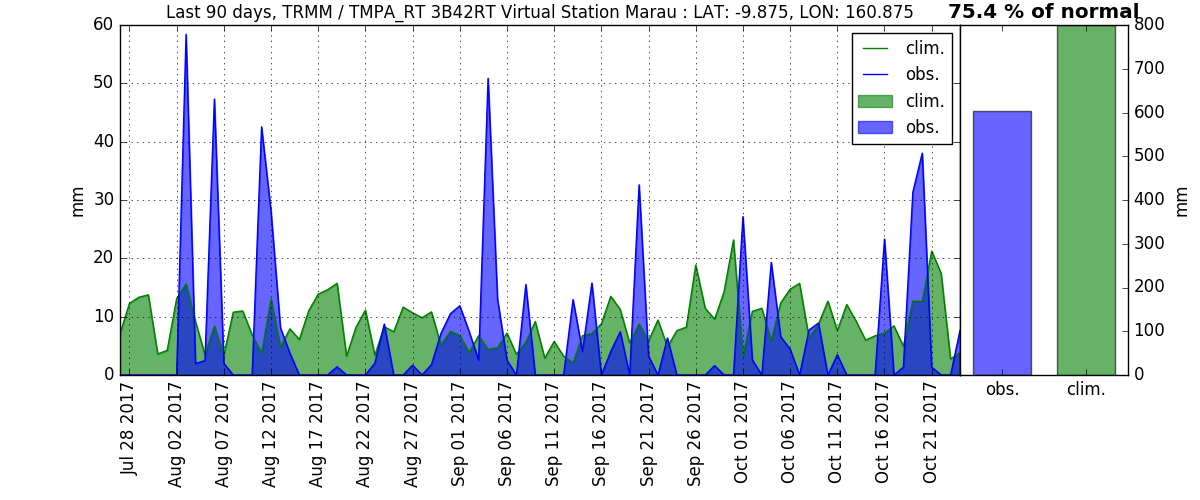 Last 90 days, TRMM / TMPA_RT 3B42RT Virtual Station Marau : LAT: -9.875, LON: 160.875
75.4 % of normal
60
50
40
30
20
10
0
mm
clim.
obs.
clim.
obs.
800
700
600
500
400
300
200
100
0
mm
Jul 28 2017
Aug 02 2017
Aug 07 2017
Aug 12 2017
Aug 17 2017
Aug 22 2017
Aug 27 2017
Sep 01 2017
Sep 06 2017
Sep 11 2017
Sep 16 2017
Sep 21 2017
Sep 26 2017
Oct 01 2017
Oct 06 2017
Oct 11 2017
Oct 16 2017
Oct 21 2017
obs.
clim.